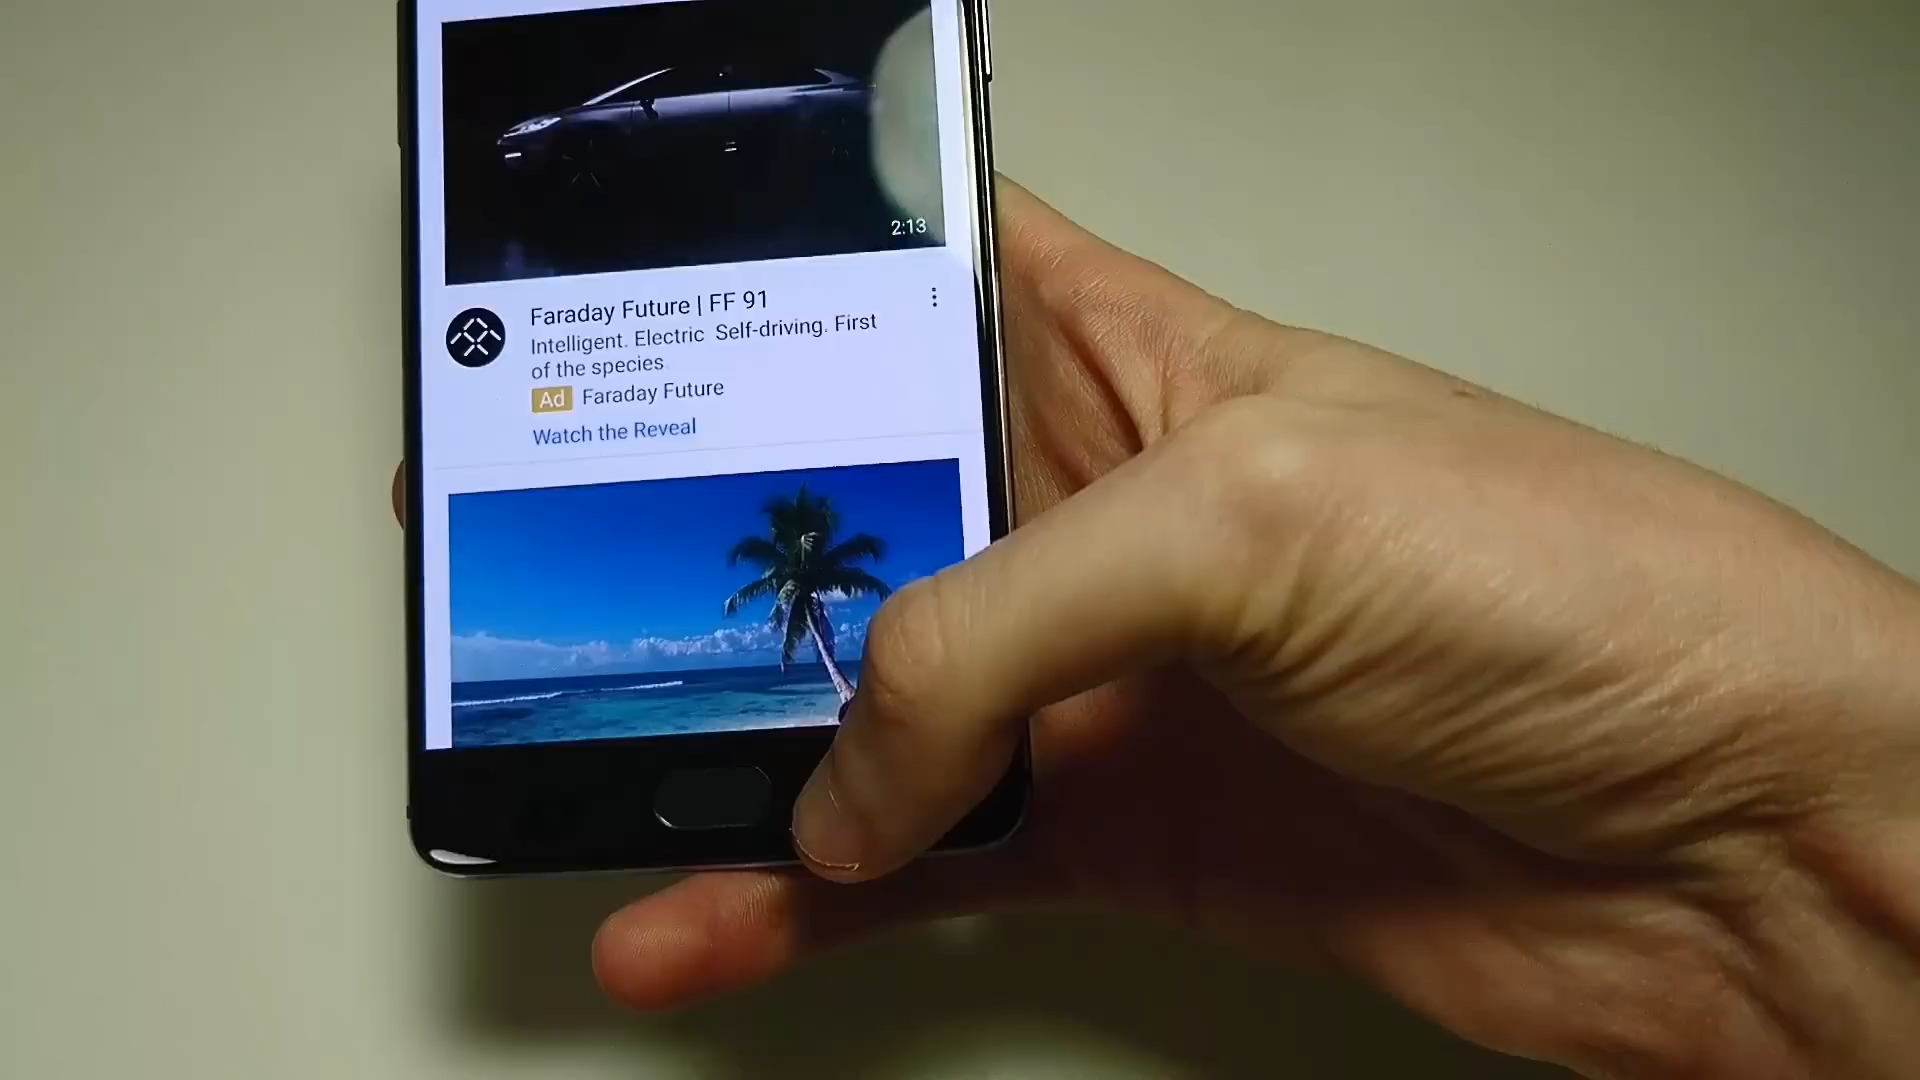 2:13
Faraday Future | FF 91
Intelligent. Electric Self-driving. First
of the species
Ad Faraday Future
Watch the Reveal